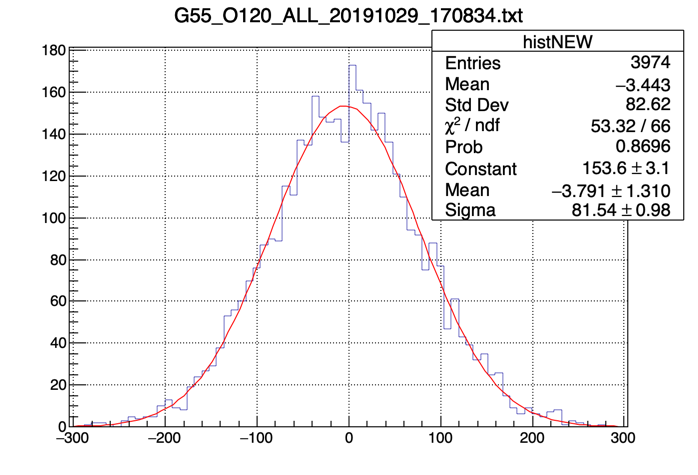 G55_O120_ALL_20191029_170834.txt
histNEW
Entries 3974
Mean −3.443
Std Dev 82.62
χ² / ndf 53.32 / 66
Prob 0.8696
Constant 153.6 ± 3.1
Mean −3.791 ± 1.310
Sigma 81.54 ± 0.98
180
160
140
120
100
80
60
40
20
0
−300 −200 −100 0 100 200 300